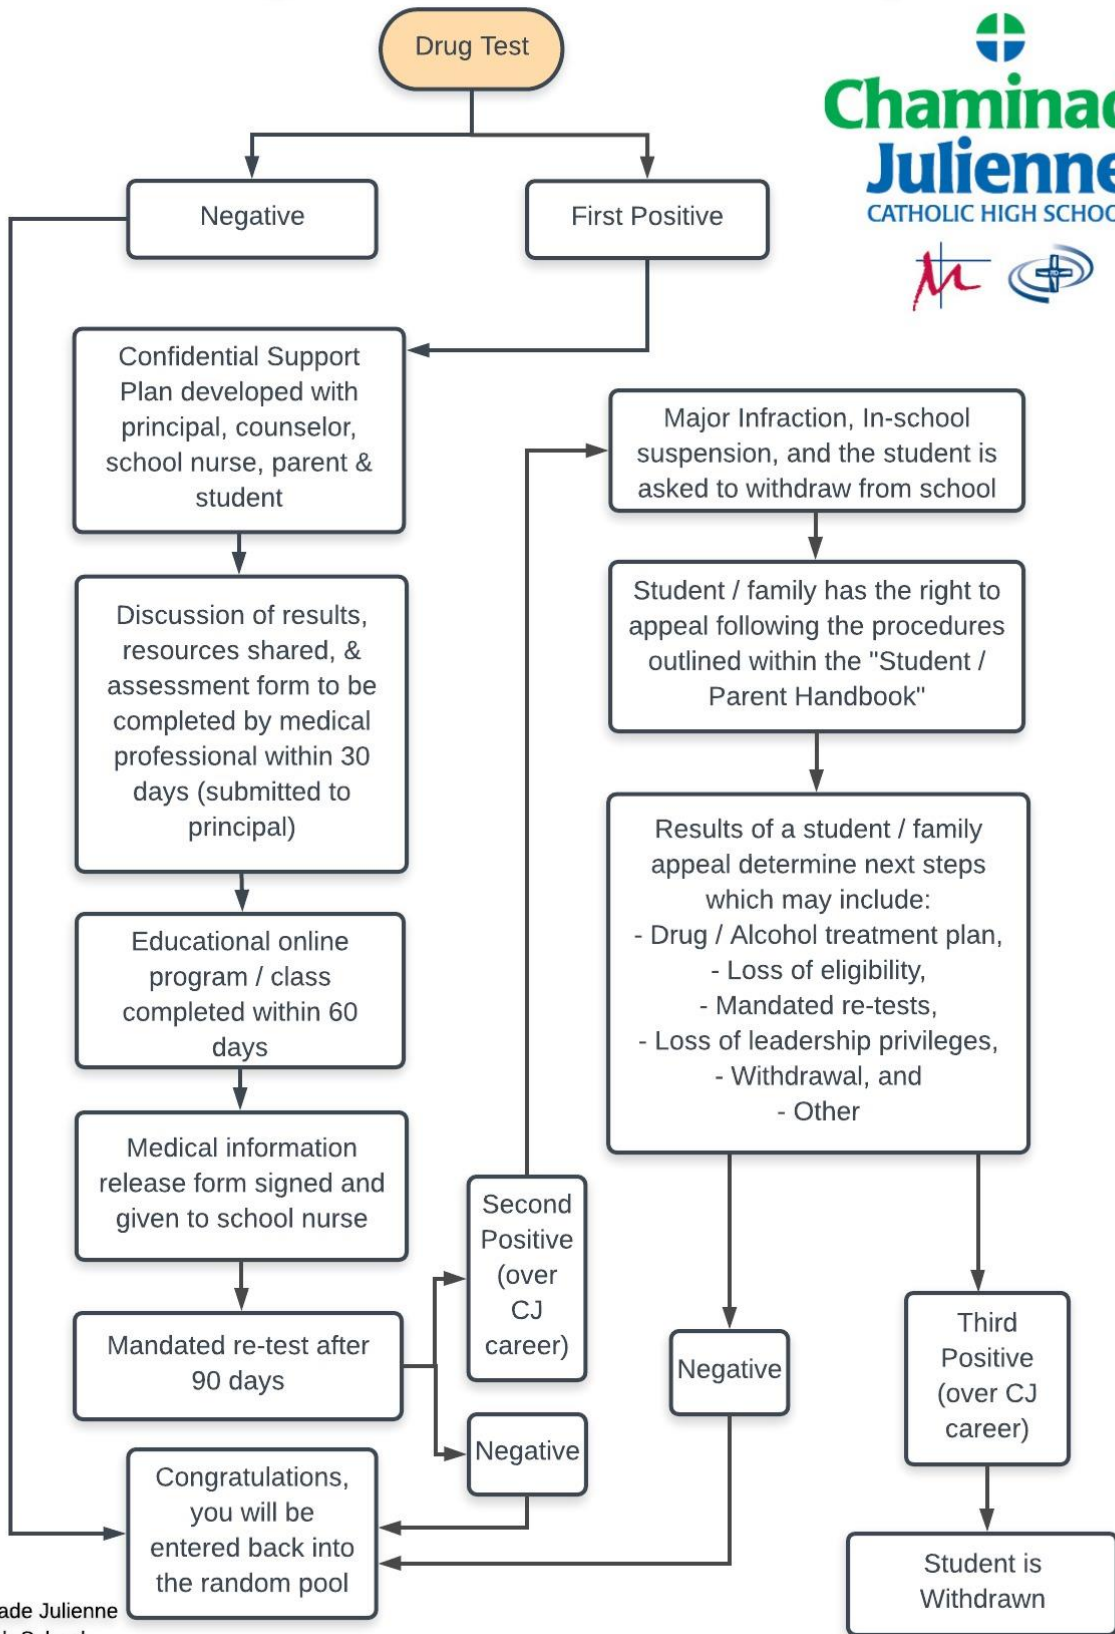 Drug Test
Chaminad
Julienne
CATHOLIC HIGH SCHOO
Negative
First Positive
Confidential Support
Plan developed with
principal, counselor,
school nurse, parent &
student
Discussion of results,
resources shared, &
assessment form to be
completed by medical
professional within 30
days (submitted to
principal)
Educational online
program / class
completed within 60
days
Medical information
release form signed and
given to school nurse
Mandated re-test after
90 days
Second
Positive
(over
CJ
career)
Negative
Congratulations,
you will be
entered back into
the random pool
Major Infraction, In-school
suspension, and the student is
asked to withdraw from school
Student / family has the right to
appeal following the procedures
outlined within the "Student /
Parent Handbook"
Results of a student / family
appeal determine next steps
which may include:
- Drug / Alcohol treatment plan,
- Loss of eligibility,
- Mandated re-tests,
- Loss of leadership privileges,
- Withdrawal, and
- Other
Negative
Third
Positive
(over CJ
career)
Student is
Withdrawn
ade Julienne